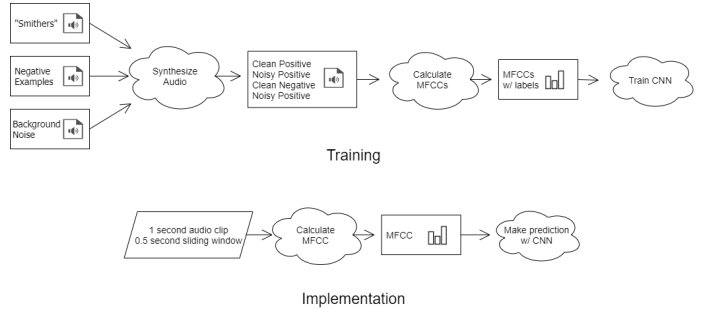 "Smithers"
Negative
Examples
Background
Noise
Synthesize
Audio
Clean Positive
Noisy Positive
Clean Negative
Noisy Positive
Calculate
MFCCs
MFCCs
w/ labels
Train CNN
Training
1 second audio clip
0.5 second sliding window
Calculate
MFCC
MFCC
Make prediction
w/ CNN
Implementation